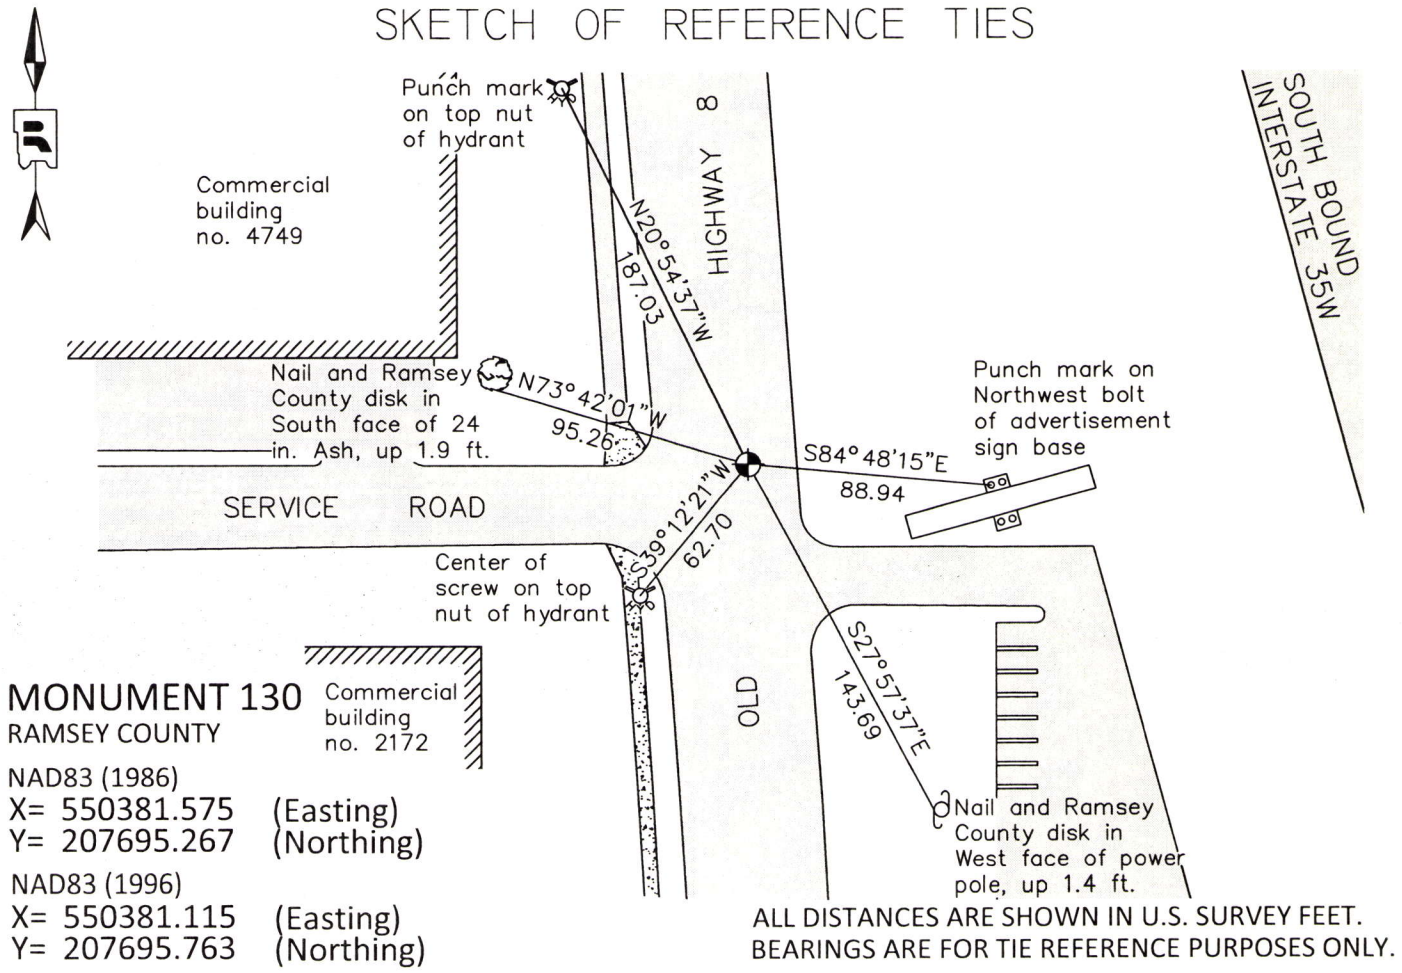 SKETCH OF REFERENCE TIES
Punch mark
on top nut
of hydrant
HYD
R
Commercial
building
no. 4749
HIGHWAY 8
SOUTH BOUND
INTERSTATE 35W
N20°54'37"W
187.03
Nail and Ramsey
County disk in
South face of 24
in. Ash, up 1.9 ft.
N73°42'01"W
95.26
Punch mark on
Northwest bolt
of advertisement
sign base
S84°48'15"E
88.94
SERVICE ROAD
S39°12'21"W
62.70
Center of
screw on top
nut of hydrant
S27°57'37"E
143.69
OLD
Commercial
building
no. 2172
Nail and Ramsey
County disk in
West face of power
pole, up 1.4 ft.
MONUMENT 130
RAMSEY COUNTY
NAD83 (1986)
X= 550381.575 (Easting)
Y= 207695.267 (Northing)
NAD83 (1996)
X= 550381.115 (Easting)
Y= 207695.763 (Northing)
ALL DISTANCES ARE SHOWN IN U.S. SURVEY FEET.
BEARINGS ARE FOR TIE REFERENCE PURPOSES ONLY.